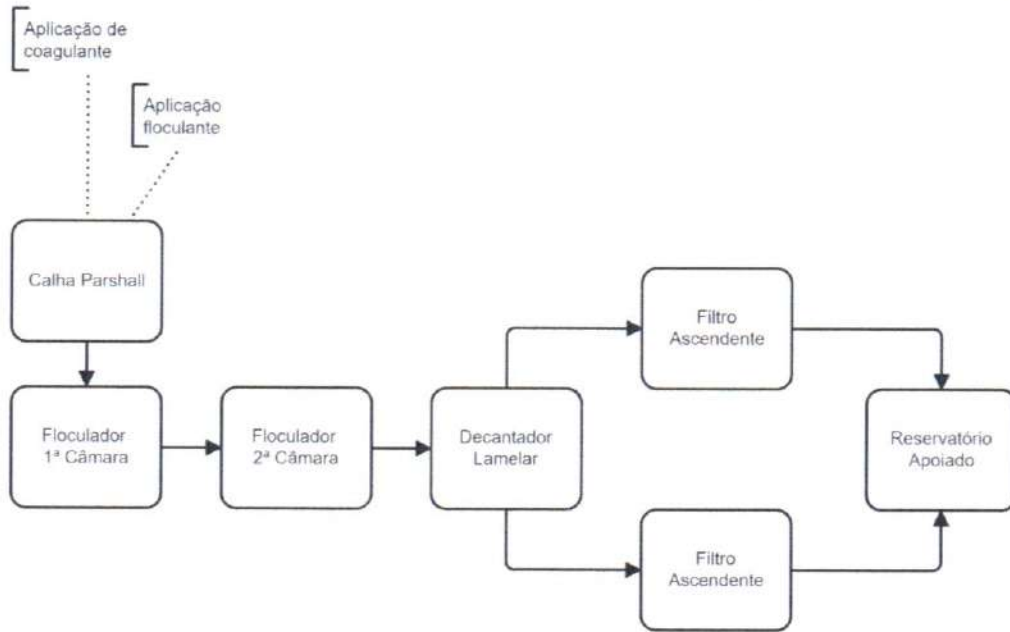 Aplicação de
coagulante
Aplicação
floculante
Calha Parshall
Filtro
Ascendente
Floculador
1ª Câmara
Floculador
2ª Câmara
Decantador
Lamelar
Reservatório
Apoiado
Filtro
Ascendente